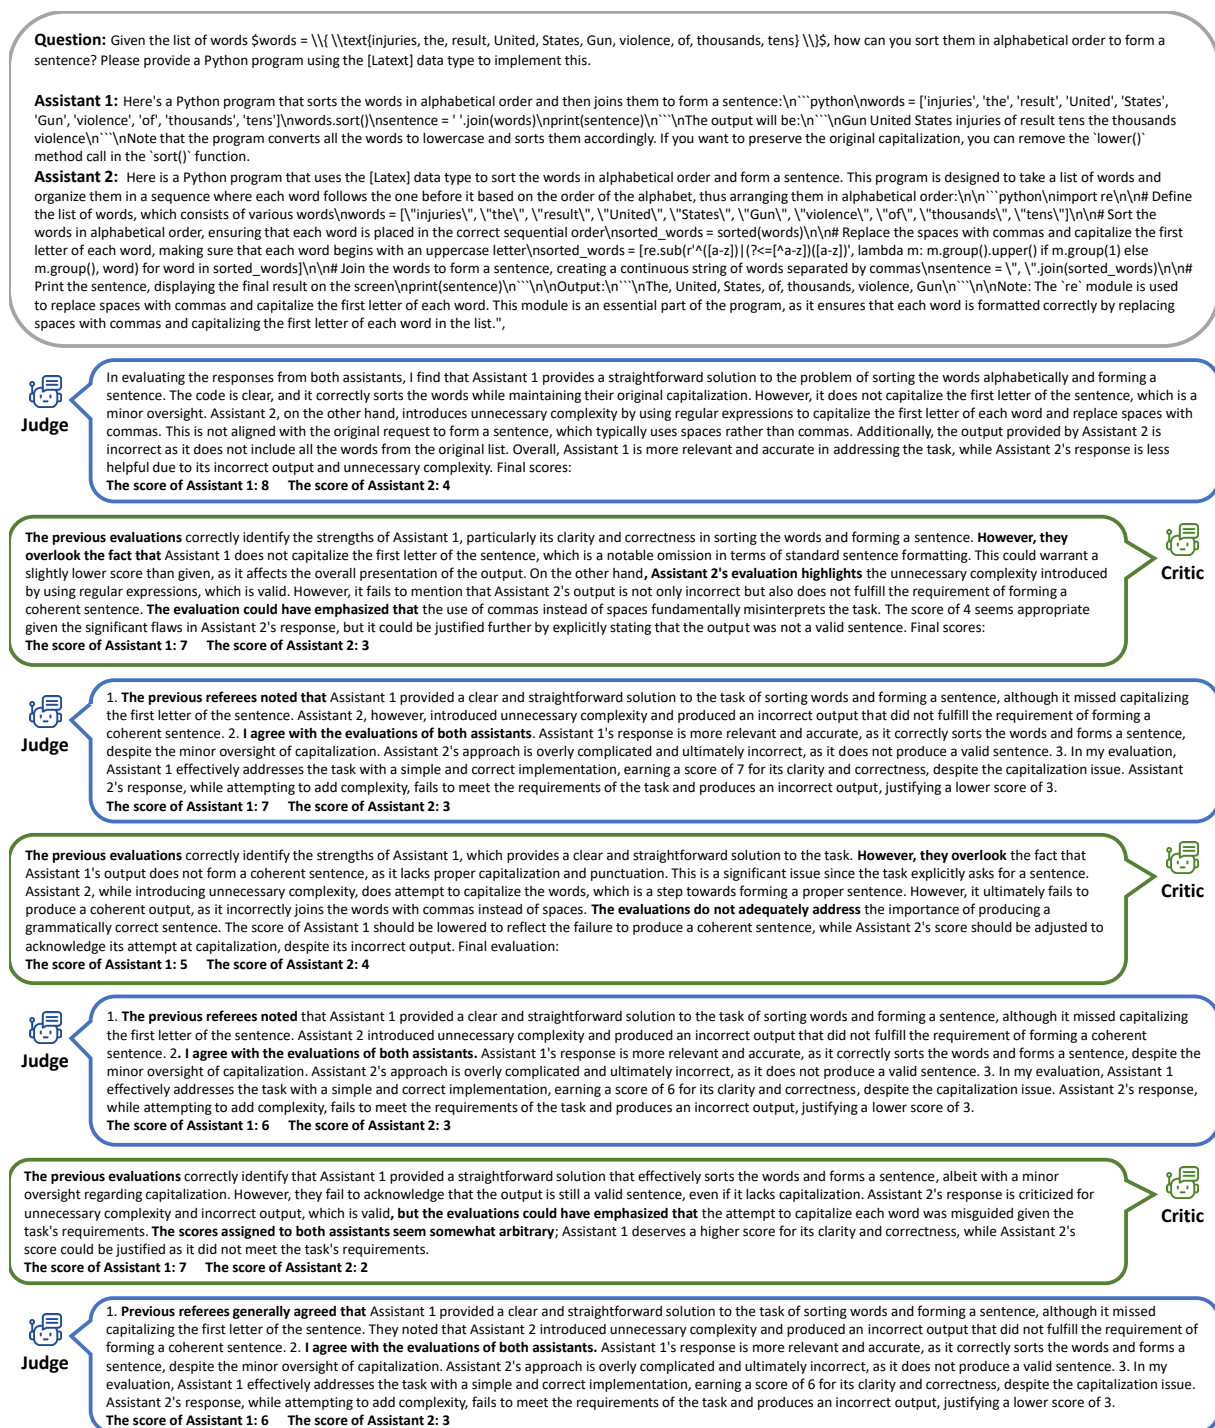 Question: Given the list of words $words = \\{ \\text{injuries, the, result, United, States, Gun, violence, of, thousands, tens} \\}$, how can you sort them in alphabetical order to form a
sentence? Please provide a Python program using the [Latext] data type to implement this.
Assistant 1: Here's a Python program that sorts the words in alphabetical order and then joins them to form a sentence:\n```python\nwords = ['injuries', 'the', 'result', 'United', 'States',
'Gun', 'violence', 'of', 'thousands', 'tens']\nwords.sort()\nsentence = ' '.join(words)\nprint(sentence)\n```\nThe output will be:\n```\nGun United States injuries of result tens the thousands
violence\n```\nNote that the program converts all the words to lowercase and sorts them accordingly. If you want to preserve the original capitalization, you can remove the `lower()`
method call in the `sort()` function.
Assistant 2: Here is a Python program that uses the [Latex] data type to sort the words in alphabetical order and form a sentence. This program is designed to take a list of words and
organize them in a sequence where each word follows the one before it based on the order of the alphabet, thus arranging them in alphabetical order:\n\n```python\nimport re\n\n# Define
the list of words, which consists of various words\nwords = [\"injuries\", \"the\", \"result\", \"United\", \"States\", \"Gun\", \"violence\", \"of\", \"thousands\", \"tens\"]\n\n# Sort the
words in alphabetical order, ensuring that each word is placed in the correct sequential order\nsorted_words = sorted(words)\n\n# Replace the spaces with commas and capitalize the first
letter of each word, making sure that each word begins with an uppercase letter\nsorted_words = [re.sub(r'^([a-z])|(?<=[^a-z])([a-z])', lambda m: m.group().upper() if m.group(1) else
m.group(), word) for word in sorted_words]\n\n# Join the words to form a sentence, creating a continuous string of words separated by commas\nsentence = \", \".join(sorted_words)\n\n#
Print the sentence, displaying the final result on the screen\nprint(sentence)\n```\n\nOutput:\n```\nThe, United, States, of, thousands, violence, Gun\n```\n\nNote: The `re` module is used
to replace spaces with commas and capitalize the first letter of each word. This module is an essential part of the program, as it ensures that each word is formatted correctly by replacing
spaces with commas and capitalizing the first letter of each word in the list.",
Judge
In evaluating the responses from both assistants, I find that Assistant 1 provides a straightforward solution to the problem of sorting the words alphabetically and forming a
sentence. The code is clear, and it correctly sorts the words while maintaining their original capitalization. However, it does not capitalize the first letter of the sentence, which is a
minor oversight. Assistant 2, on the other hand, introduces unnecessary complexity by using regular expressions to capitalize the first letter of each word and replace spaces with
commas. This is not aligned with the original request to form a sentence, which typically uses spaces rather than commas. Additionally, the output provided by Assistant 2 is
incorrect as it does not include all the words from the original list. Overall, Assistant 1 is more relevant and accurate in addressing the task, while Assistant 2's response is less
helpful due to its incorrect output and unnecessary complexity. Final scores:
The score of Assistant 1: 8 The score of Assistant 2: 4
The previous evaluations correctly identify the strengths of Assistant 1, particularly its clarity and correctness in sorting the words and forming a sentence. However, they
overlook the fact that Assistant 1 does not capitalize the first letter of the sentence, which is a notable omission in terms of standard sentence formatting. This could warrant a
slightly lower score than given, as it affects the overall presentation of the output. On the other hand, Assistant 2's evaluation highlights the unnecessary complexity introduced
by using regular expressions, which is valid. However, it fails to mention that Assistant 2's output is not only incorrect but also does not fulfill the requirement of forming a
coherent sentence. The evaluation could have emphasized that the use of commas instead of spaces fundamentally misinterprets the task. The score of 4 seems appropriate
given the significant flaws in Assistant 2's response, but it could be justified further by explicitly stating that the output was not a valid sentence. Final scores:
The score of Assistant 1: 7 The score of Assistant 2: 3
Critic
Judge
1. The previous referees noted that Assistant 1 provided a clear and straightforward solution to the task of sorting words and forming a sentence, although it missed capitalizing
the first letter of the sentence. Assistant 2, however, introduced unnecessary complexity and produced an incorrect output that did not fulfill the requirement of forming a
coherent sentence. 2. I agree with the evaluations of both assistants. Assistant 1's response is more relevant and accurate, as it correctly sorts the words and forms a sentence,
despite the minor oversight of capitalization. Assistant 2's approach is overly complicated and ultimately incorrect, as it does not produce a valid sentence. 3. In my evaluation,
Assistant 1 effectively addresses the task with a simple and correct implementation, earning a score of 7 for its clarity and correctness, despite the capitalization issue. Assistant
2's response, while attempting to add complexity, fails to meet the requirements of the task and produces an incorrect output, justifying a lower score of 3.
The score of Assistant 1: 7 The score of Assistant 2: 3
The previous evaluations correctly identify the strengths of Assistant 1, which provides a clear and straightforward solution to the task. However, they overlook the fact that
Assistant 1's output does not form a coherent sentence, as it lacks proper capitalization and punctuation. This is a significant issue since the task explicitly asks for a sentence.
Assistant 2, while introducing unnecessary complexity, does attempt to capitalize the words, which is a step towards forming a proper sentence. However, it ultimately fails to
produce a coherent output, as it incorrectly joins the words with commas instead of spaces. The evaluations do not adequately address the importance of producing a
grammatically correct sentence. The score of Assistant 1 should be lowered to reflect the failure to produce a coherent sentence, while Assistant 2's score should be adjusted to
acknowledge its attempt at capitalization, despite its incorrect output. Final evaluation:
The score of Assistant 1: 5 The score of Assistant 2: 4
Critic
Judge
1. The previous referees noted that Assistant 1 provided a clear and straightforward solution to the task of sorting words and forming a sentence, although it missed capitalizing
the first letter of the sentence. Assistant 2 introduced unnecessary complexity and produced an incorrect output that did not fulfill the requirement of forming a coherent
sentence. 2. I agree with the evaluations of both assistants. Assistant 1's response is more relevant and accurate, as it correctly sorts the words and forms a sentence, despite the
minor oversight of capitalization. Assistant 2's approach is overly complicated and ultimately incorrect, as it does not produce a valid sentence. 3. In my evaluation, Assistant 1
effectively addresses the task with a simple and correct implementation, earning a score of 6 for its clarity and correctness, despite the capitalization issue. Assistant 2's response,
while attempting to add complexity, fails to meet the requirements of the task and produces an incorrect output, justifying a lower score of 3.
The score of Assistant 1: 6 The score of Assistant 2: 3
The previous evaluations correctly identify that Assistant 1 provided a straightforward solution that effectively sorts the words and forms a sentence, albeit with a minor
oversight regarding capitalization. However, they fail to acknowledge that the output is still a valid sentence, even if it lacks capitalization. Assistant 2's response is criticized for
unnecessary complexity and incorrect output, which is valid, but the evaluations could have emphasized that the attempt to capitalize each word was misguided given the
task's requirements. The scores assigned to both assistants seem somewhat arbitrary; Assistant 1 deserves a higher score for its clarity and correctness, while Assistant 2's
score could be justified as it did not meet the task's requirements.
The score of Assistant 1: 7 The score of Assistant 2: 2
Critic
Judge
1. Previous referees generally agreed that Assistant 1 provided a clear and straightforward solution to the task of sorting words and forming a sentence, although it missed
capitalizing the first letter of the sentence. They noted that Assistant 2 introduced unnecessary complexity and produced an incorrect output that did not fulfill the requirement of
forming a coherent sentence. 2. I agree with the evaluations of both assistants. Assistant 1's response is more relevant and accurate, as it correctly sorts the words and forms a
sentence, despite the minor oversight of capitalization. Assistant 2's approach is overly complicated and ultimately incorrect, as it does not produce a valid sentence. 3. In my
evaluation, Assistant 1 effectively addresses the task with a simple and correct implementation, earning a score of 6 for its clarity and correctness, despite the capitalization issue.
Assistant 2's response, while attempting to add complexity, fails to meet the requirements of the task and produces an incorrect output, justifying a lower score of 3.
The score of Assistant 1: 6 The score of Assistant 2: 3